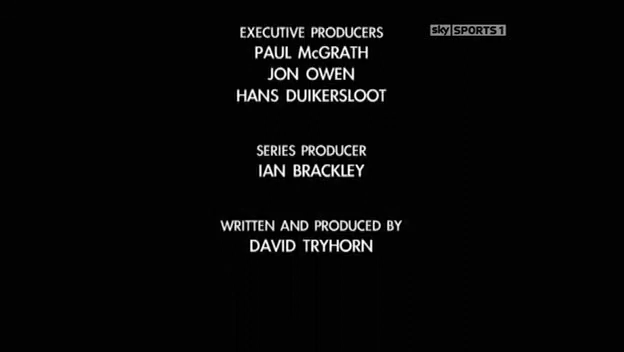 EXECUTIVE PRODUCERS
PAUL McGRATH
JON OWEN
HANS DUIKERSLOOT
sky SPORTS 1
SERIES PRODUCER
IAN BRACKLEY
WRITTEN AND PRODUCED BY
DAVID TRYHORN